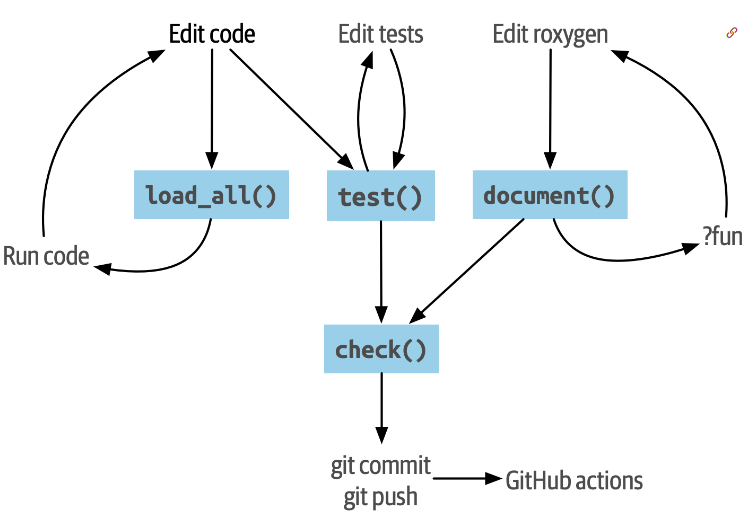 Edit code
Edit tests
Edit roxygen
load_all()
test()
document()
Run code
?fun
check()
git commit
git push
GitHub actions